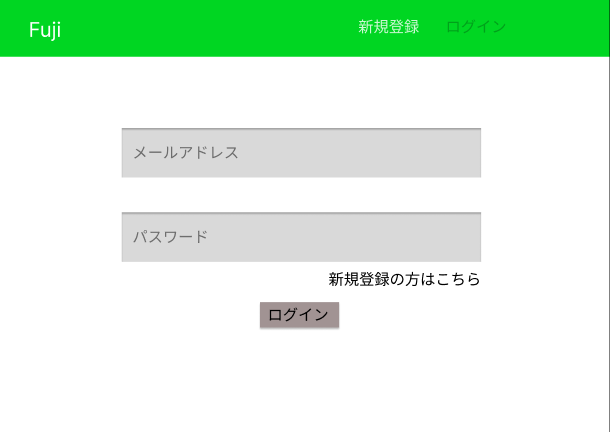 Fuji
新規登録 ログイン
メールアドレス
パスワード
新規登録の方はこちら
ログイン